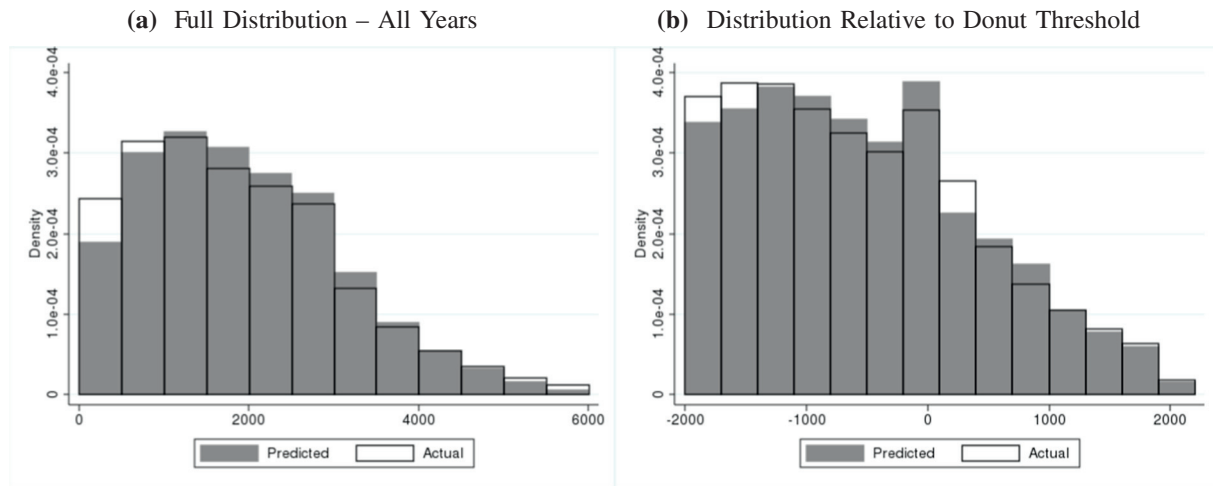 (a) Full Distribution – All Years
Density
4.0e-04
3.0e-04
2.0e-04
1.0e-04
0
0 2000 4000 6000
Predicted Actual
(b) Distribution Relative to Donut Threshold
Density
4.0e-04
3.0e-04
2.0e-04
1.0e-04
0
-2000 -1000 0 1000 2000
Predicted Actual